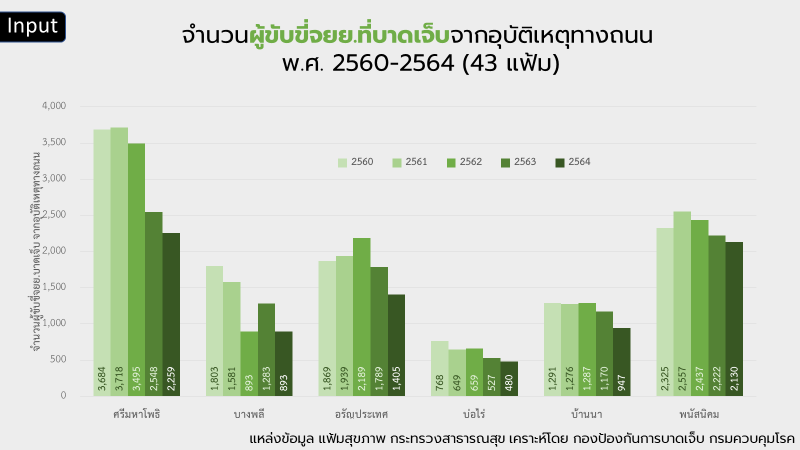 Input
จำนวนผู้ขับขี่จยย.ที่บาดเจ็บจากอุบัติเหตุทางถนน
พ.ศ. 2560-2564 (43 แฟ้ม)
จำนวนผู้ขับขี่จยย.บาดเจ็บ จากอุบัติเหตุทางถนน
4,000
3,500
3,000
2,500
2,000
1,500
1,000
500
0
2560 2561 2562 2563 2564
3,684 3,718 3,495 2,548 2,259
1,803 1,581 893 1,283 893
1,869 1,939 2,189 1,789 1,405
768 649 659 527 480
1,291 1,276 1,287 1,170 947
2,325 2,557 2,437 2,222 2,130
ศรีมหาโพธิ บางพลี อรัญประเทศ บ่อไร่ บ้านนา พนัสนิคม
แหล่งข้อมูล แฟ้มสุขภาพ กระทรวงสาธารณสุข เคราะห์โดย กองป้องกันการบาดเจ็บ กรมควบคุมโรค